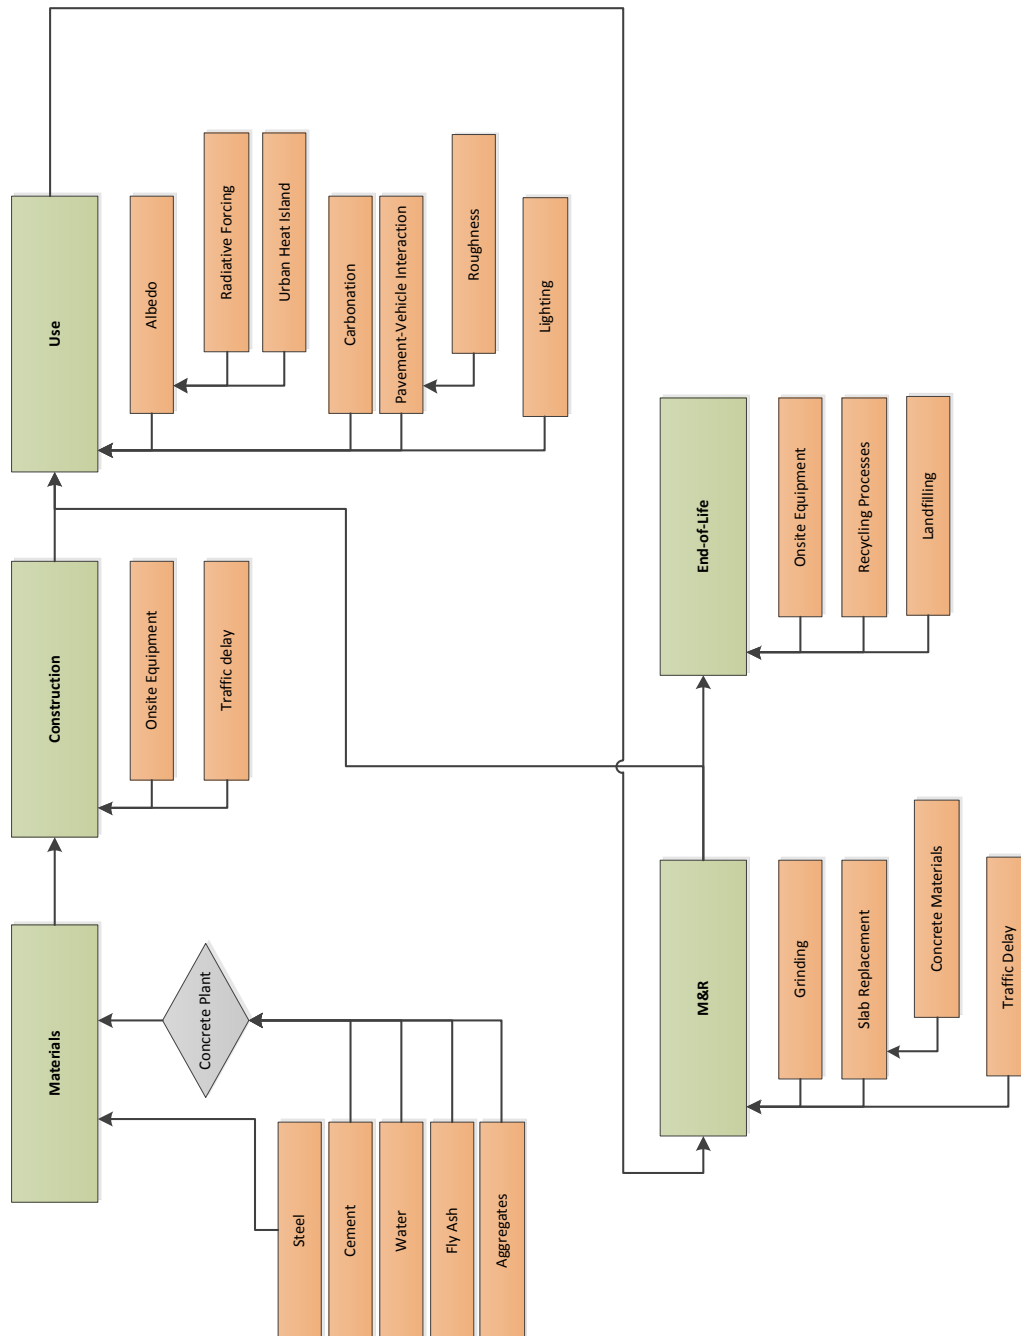 Materials
Concrete Plant
Steel
Cement
Water
Fly Ash
Aggregates
Construction
Onsite Equipment
Traffic delay
Use
Albedo
Radiative Forcing
Urban Heat Island
Carbonation
Pavement-Vehicle Interaction
Roughness
Lighting
M&R
Grinding
Slab Replacement
Concrete Materials
Traffic Delay
End-of-Life
Onsite Equipment
Recycling Processes
Landfilling